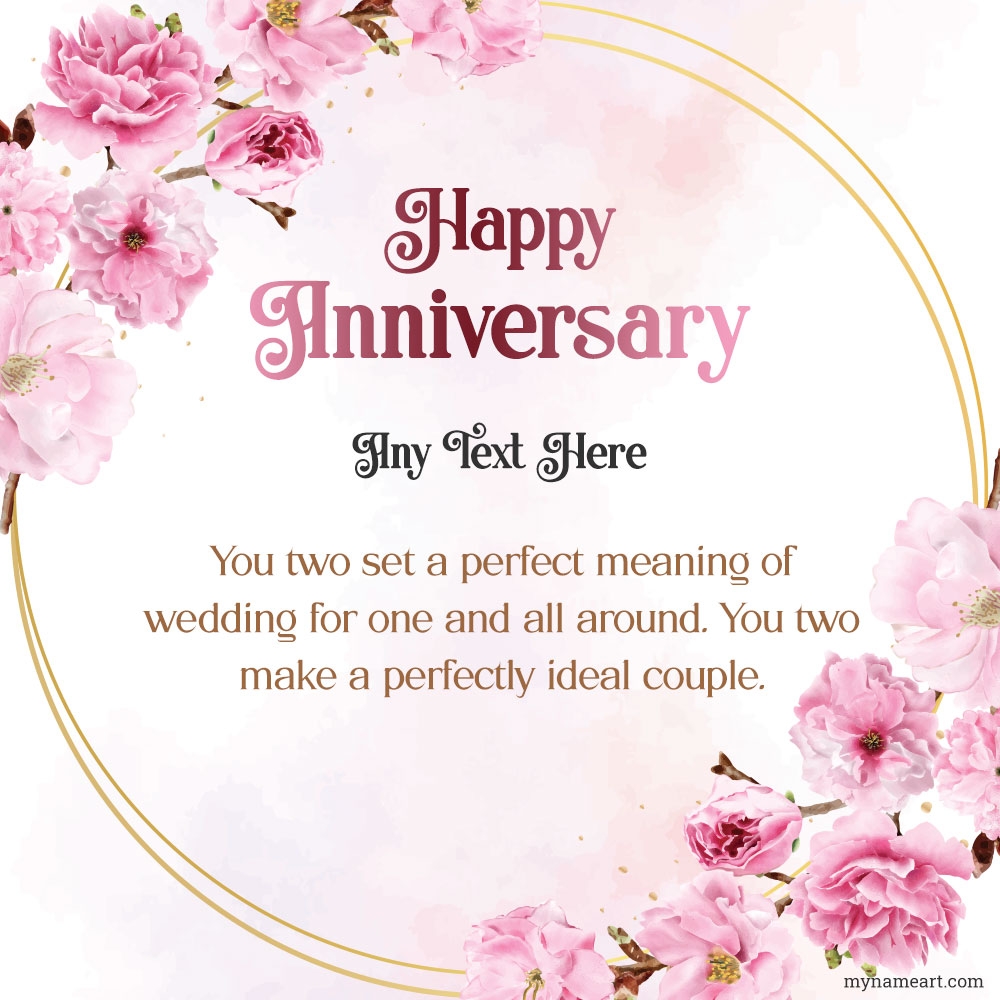 Happy
Anniversary
Any Text Here
You two set a perfect meaning of
wedding for one and all around. You two
make a perfectly ideal couple.
mynameart.com